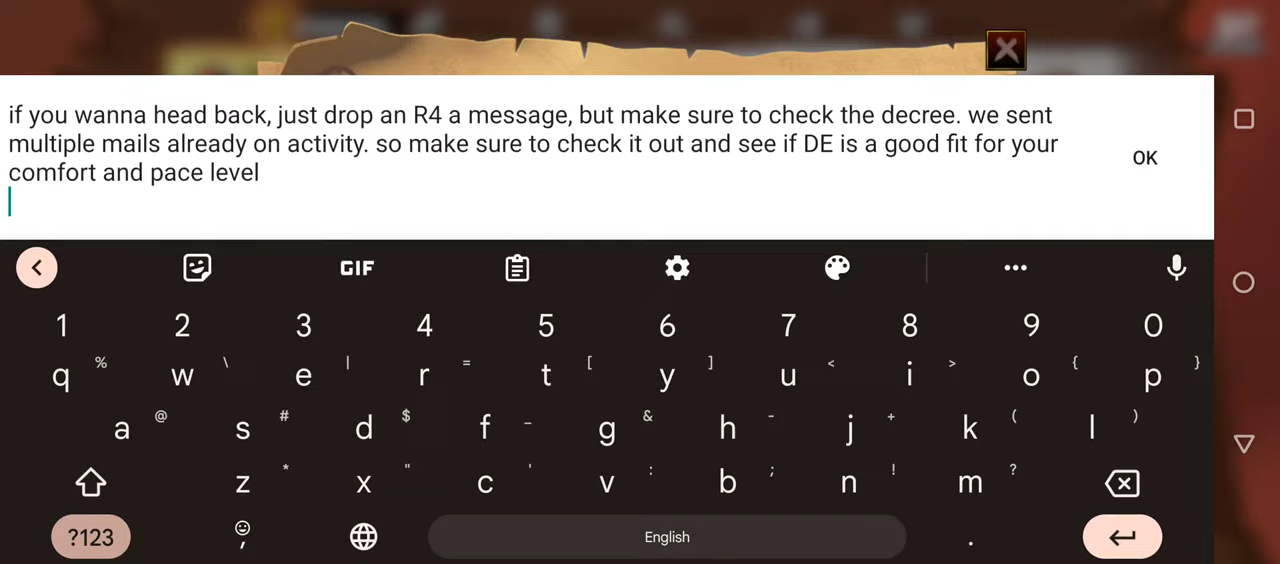 if you wanna head back, just drop an R4 a message, but make sure to check the decree. we sent
multiple mails already on activity. so make sure to check it out and see if DE is a good fit for your
comfort and pace level
OK
GIF
1 2 3 4 5 6 7 8 9 0
q % w \ e | r = t [ y ] u < i > o { p }
a @ s # d $ f _ g & h - j + k ( l )
z * x " c ' v : b ; n ! m ?
?123 , English .